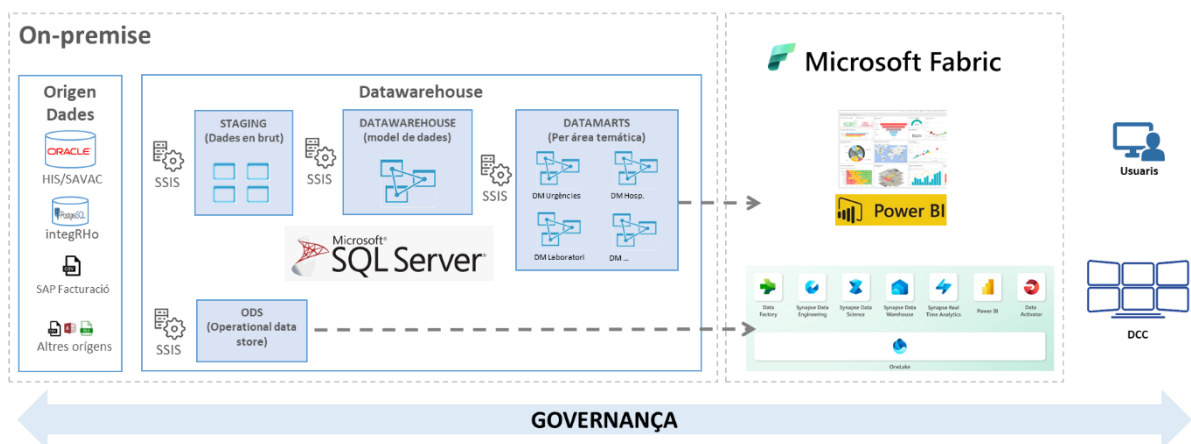 On-premise
Origen
Dades
ORACLE
HIS/SAVAC
PostgreSQL
integRHo
SAP Facturació
Altres orígens
Datawarehouse
SSIS
STAGING
(Dades en brut)
SSIS
DATAWAREHOUSE
(model de dades)
SSIS
DATAMARTS
(Per área temática)
DM Urgències
DM Hosp.
DM Laboratori
DM ...
Microsoft®
SQL Server®
SSIS
ODS
(Operational data
store)
Microsoft Fabric
Power BI
Data
Factory
Synapse Data
Engineering
Synapse Data
Science
Synapse Data
Warehouse
Synapse Real
Time Analytics
Power BI
Data
Activator
OneLake
Usuaris
DCC
GOVERNANÇA